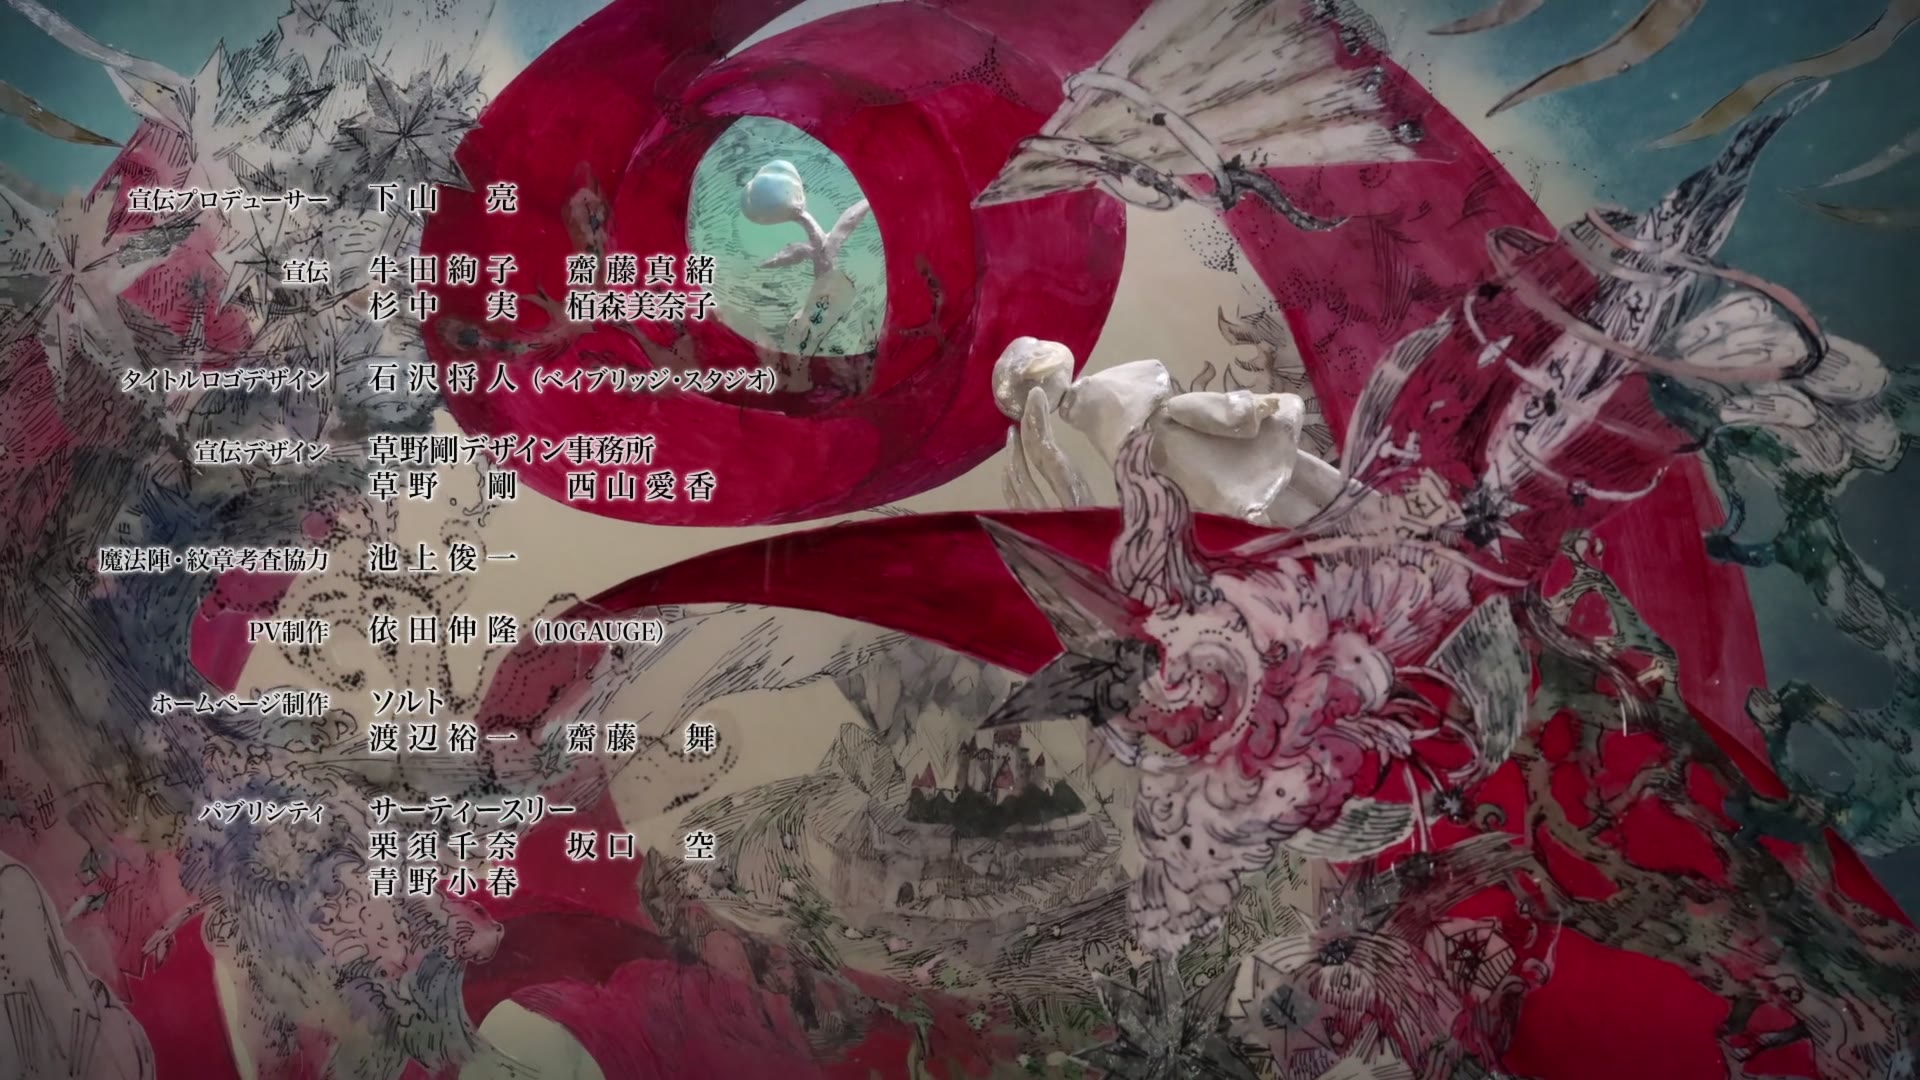 宣伝プロデューサー 下山 亮
宣伝 牛田絢子 齋藤真緒
杉中 実 栢森美奈子
タイトルロゴデザイン 石沢将人（ベイブリッジ・スタジオ）
宣伝デザイン 草野剛デザイン事務所
草野 剛 西山愛香
魔法陣・紋章考査協力 池上俊一
PV制作 依田伸隆（10GAUGE）
ホームページ制作 ソルト
渡辺裕一 齋藤 舞
パブリシティ サーティースリー
栗須千奈 坂口 空
青野小春